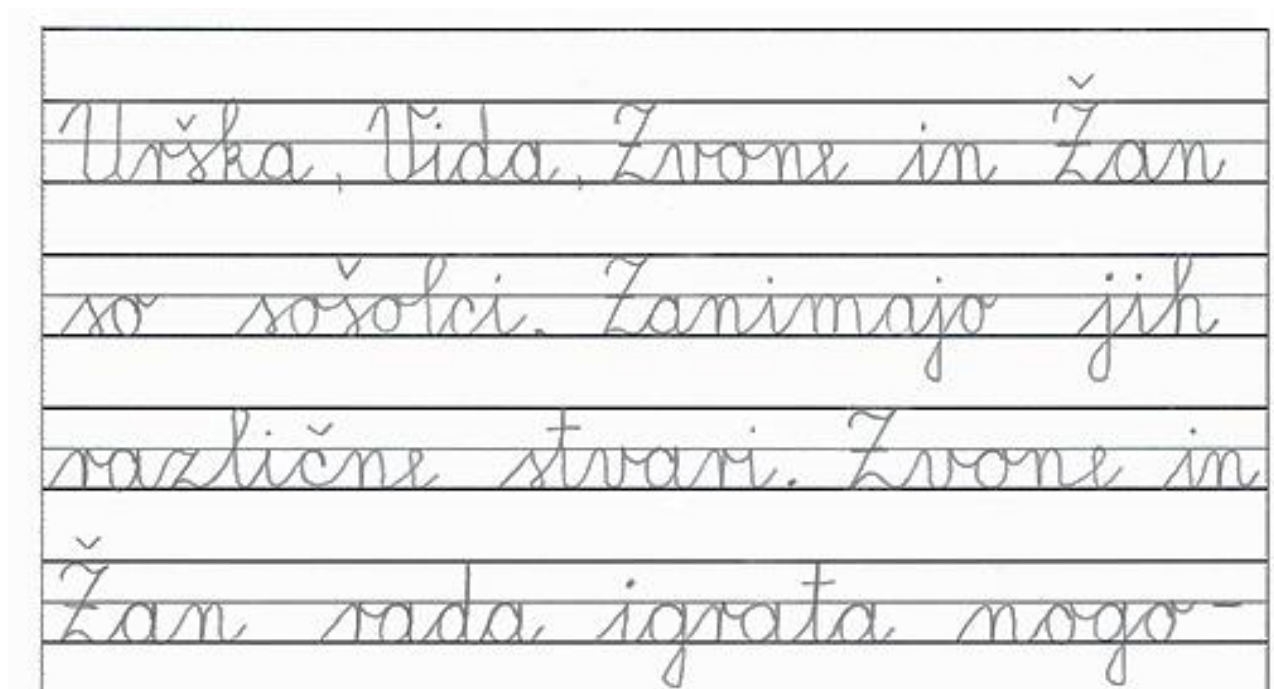 Urška, Vida, Zvone in Žan
so sošolci. Zanimajo jih
različne stvari. Zvone in
Žan rada igrata nogo-